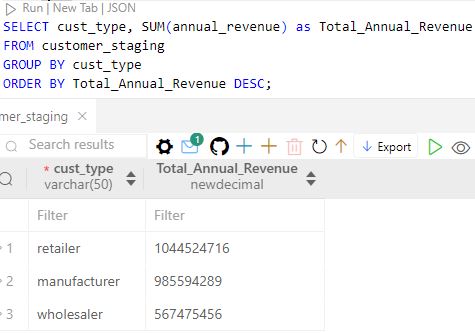 Run | New Tab | JSON
SELECT cust_type, SUM(annual_revenue) as Total_Annual_Revenue
FROM customer_staging
GROUP BY cust_type
ORDER BY Total_Annual_Revenue DESC;
mer_staging
Search results 1 Export
* cust_type Total_Annual_Revenue
varchar(50) newdecimal
Filter Filter
1 retailer 1044524716
2 manufacturer 985594289
3 wholesaler 567475456